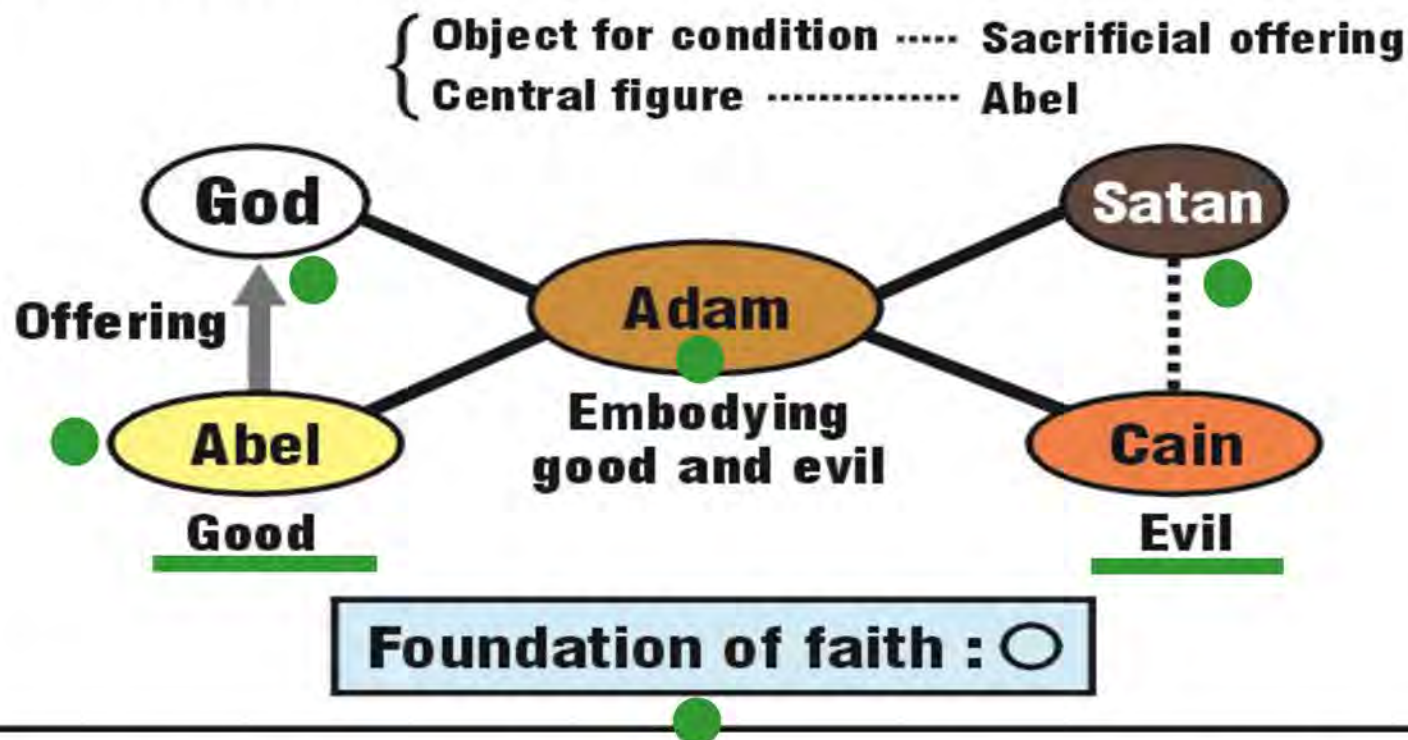 Object for condition ----- Sacrificial offering
Central figure -------------- Abel
God
Satan
Adam
Offering
Embodying
good and evil
Abel
Cain
Good
Evil
Foundation of faith : ○